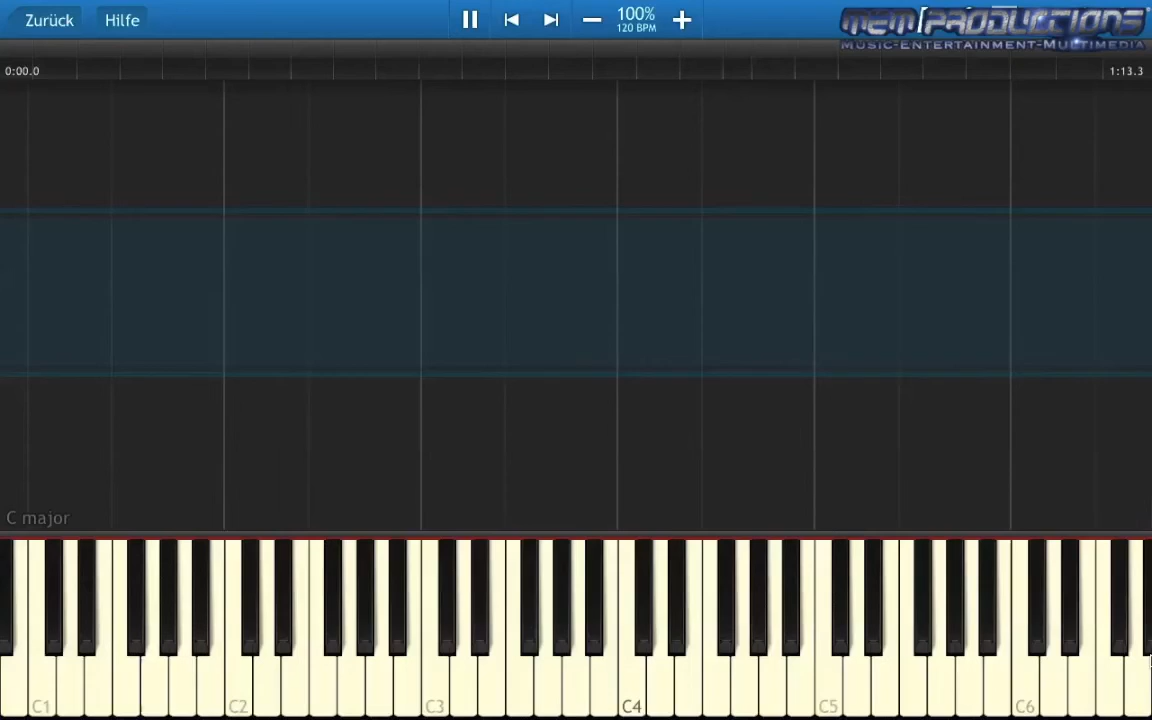 Zurück Hilfe 100% MEM PRODUCTIONS
120 BPM MUSIC-ENTERTAINMENT-MULTIMEDIA
0:00.0 1:13.3
C major
C1 C2 C3 C4 C5 C6